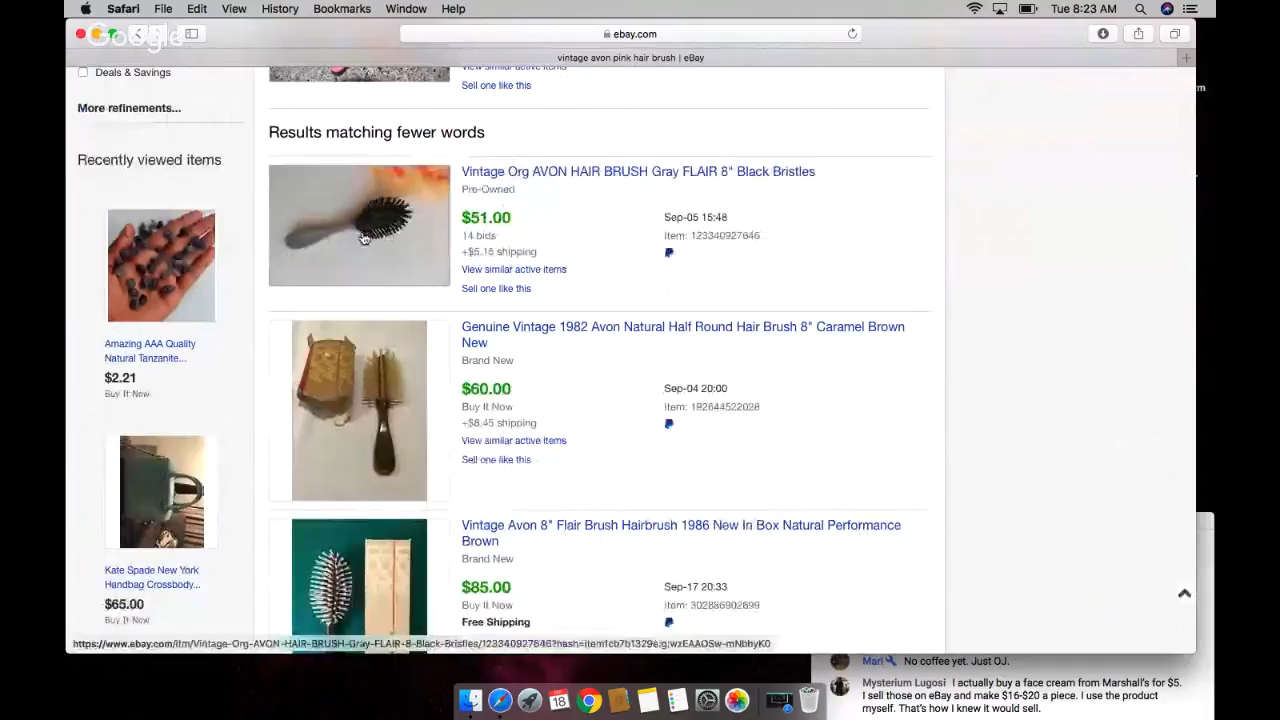 Safari File Edit View History Bookmarks Window Help
Tue 8:23 AM
Google
ebay.com
vintage avon pink hair brush | eBay
Deals & Savings
More refinements...
Recently viewed items
Amazing AAA Quality
Natural Tanzanite...
$2.21
Buy It Now
Kate Spade New York
Handbag Crossbody...
$65.00
Buy It Now
View similar active items
Sell one like this
Results matching fewer words
Vintage Org AVON HAIR BRUSH Gray FLAIR 8" Black Bristles
Pre-Owned
$51.00
Sep-05 15:48
14 bids
Item: 123340927646
+$5.15 shipping
View similar active items
Sell one like this
Genuine Vintage 1982 Avon Natural Half Round Hair Brush 8" Caramel Brown
New
Brand New
$60.00
Sep-04 20:00
Buy It Now
Item: 192644522028
+$8.45 shipping
View similar active items
Sell one like this
Vintage Avon 8" Flair Brush Hairbrush 1986 New In Box Natural Performance
Brown
Brand New
$85.00
Sep-17 20:33
Buy It Now
Item: 302886902699
Free Shipping
Mari No coffee yet. Just OJ.
Mysterium Lugosi I actually buy a face cream from Marshall's for $5.
I sell those on eBay and make $16-$20 a piece. I use the product
myself. That's how I knew it would sell.
18